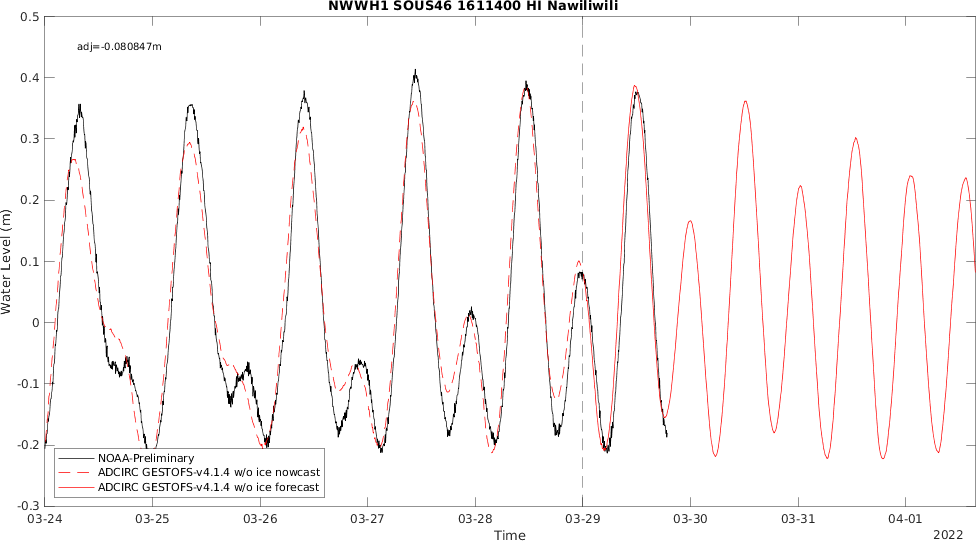 NWWH1 SOUS46 1611400 HI Nawiliwili
adj=-0.080847m
0.5
0.4
0.3
0.2
0.1
0
-0.1
-0.2
-0.3
Water Level (m)
NOAA-Preliminary
ADCIRC GESTOFS-v4.1.4 w/o ice nowcast
ADCIRC GESTOFS-v4.1.4 w/o ice forecast
03-24 03-25 03-26 03-27 03-28 03-29 03-30 03-31 04-01
Time
2022